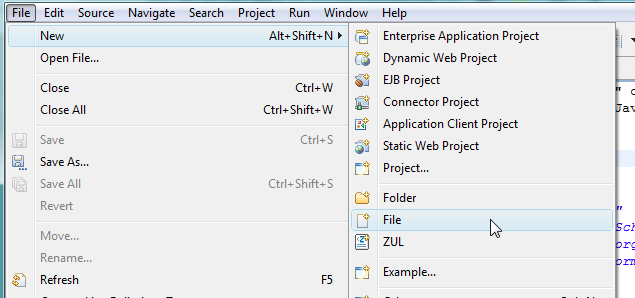 File Edit Source Navigate Search Project Run Window Help
New Alt+Shift+N
Open File...
Close Ctrl+W
Close All Ctrl+Shift+W
Save Ctrl+S
Save As...
Save All Ctrl+Shift+S
Revert
Move...
Rename...
Refresh F5
Enterprise Application Project
Dynamic Web Project
EJB Project
Connector Project
Application Client Project
Static Web Project
Project...
Folder
File
ZUL
Example...